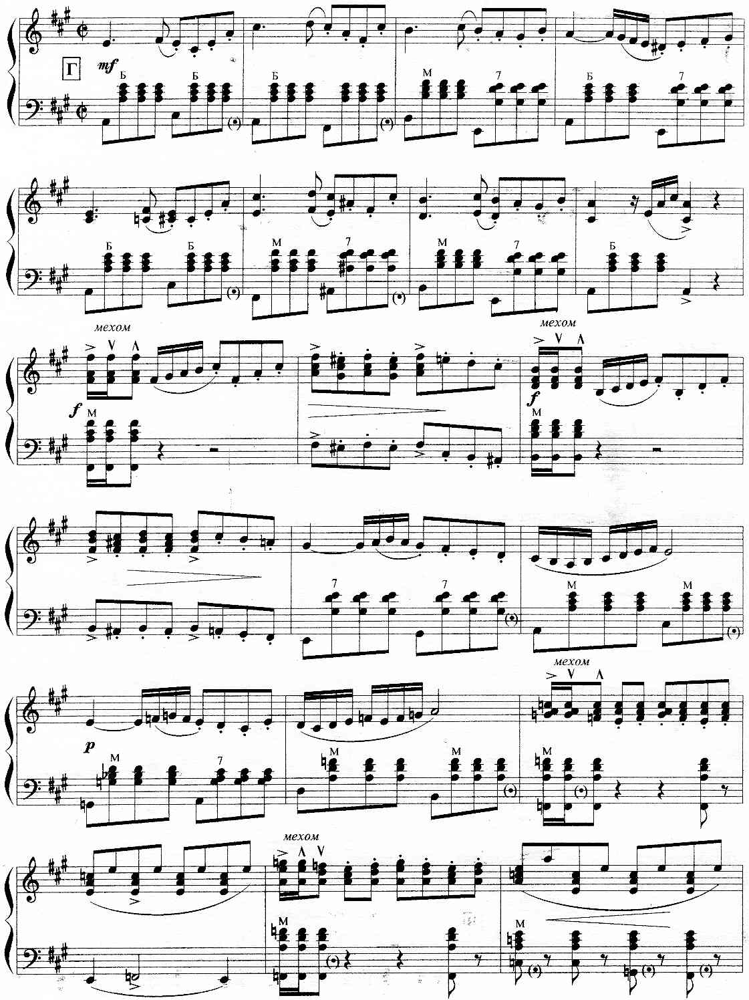 mf
Г
Б Б Б М 7 Б 7
Б Б М 7 М 7 Б
мехом мехом
f f
М М
7 7 М М
мехом
p
М 7 М М М
мехом
М М